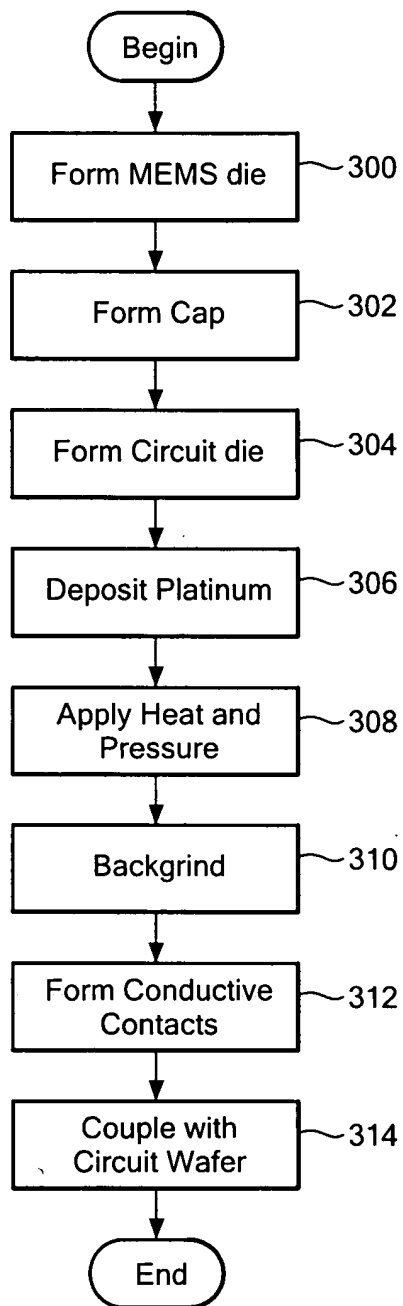 Begin
Form MEMS die
300
Form Cap
302
Form Circuit die
304
Deposit Platinum
306
Apply Heat and
Pressure
308
Backgrind
310
Form Conductive
Contacts
312
Couple with
Circuit Wafer
314
End